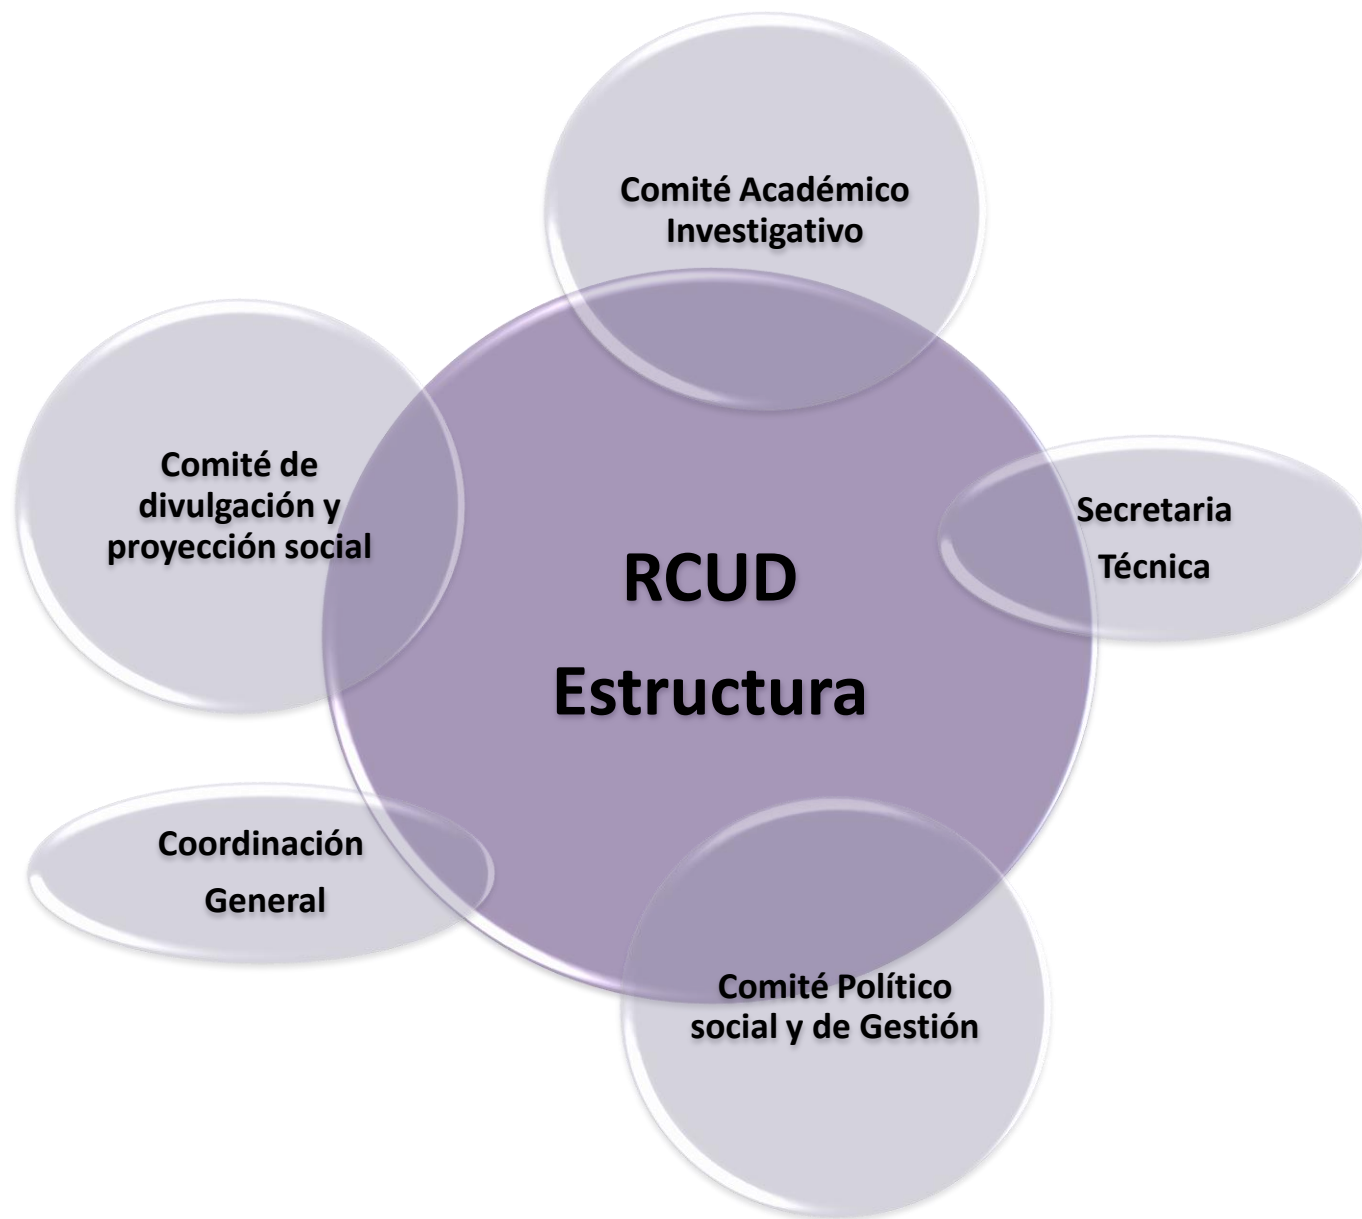 Comité Académico
Investigativo
Comité de
divulgación y
proyección social
Secretaria
Técnica
RCUD
Estructura
Coordinación
General
Comité Político
social y de Gestión